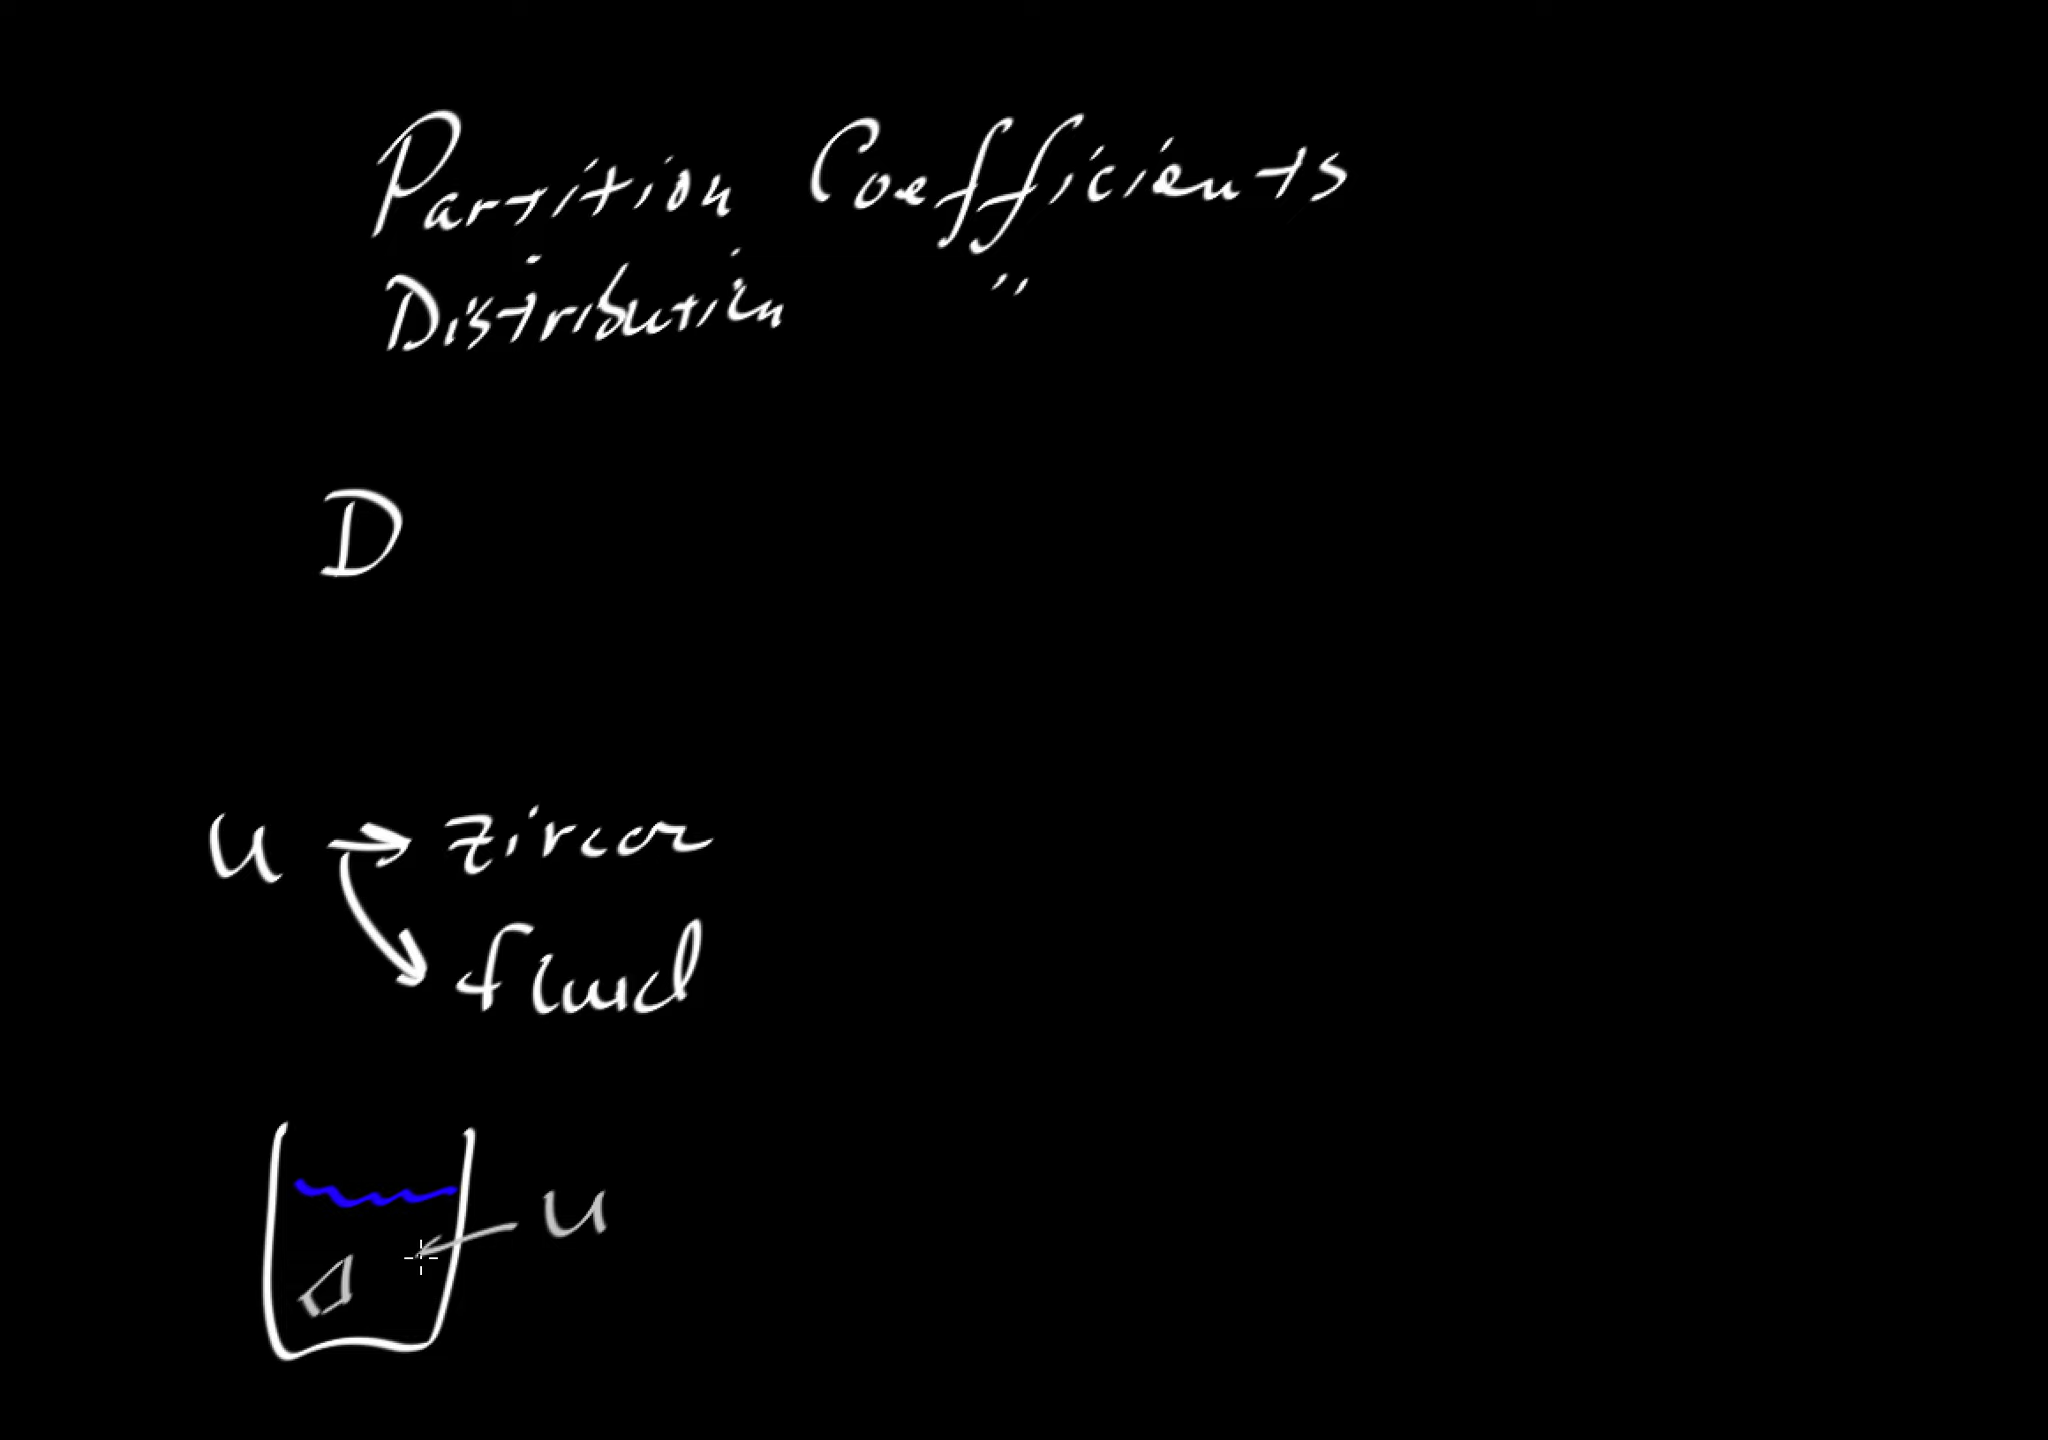 Partition Coefficients
Distribution "
D
U → zircon
fluid
U